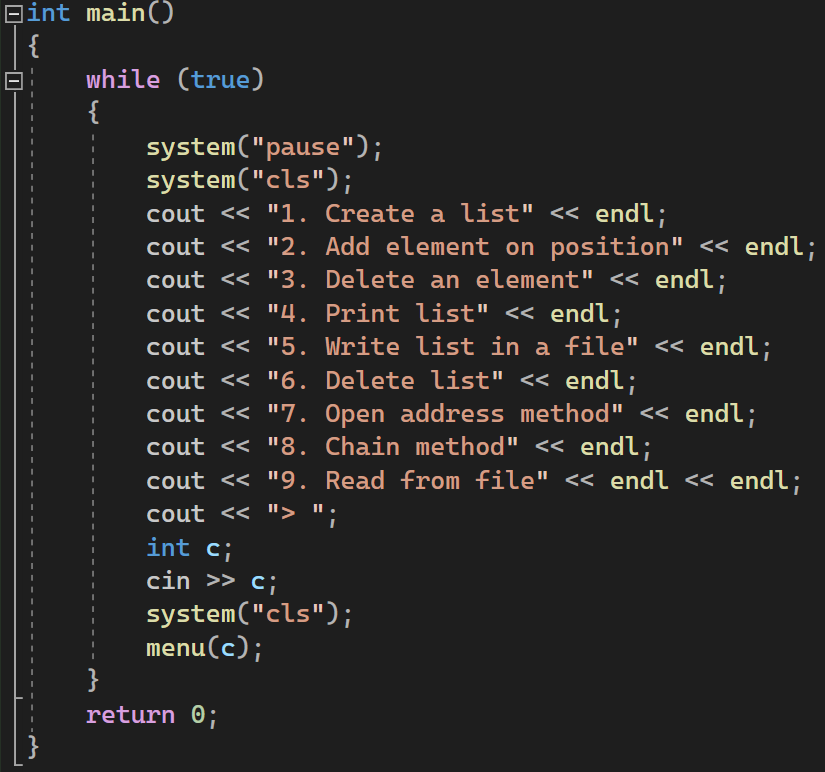 int main()
{
    while (true)
    {
        system("pause");
        system("cls");
        cout << "1. Create a list" << endl;
        cout << "2. Add element on position" << endl;
        cout << "3. Delete an element" << endl;
        cout << "4. Print list" << endl;
        cout << "5. Write list in a file" << endl;
        cout << "6. Delete list" << endl;
        cout << "7. Open address method" << endl;
        cout << "8. Chain method" << endl;
        cout << "9. Read from file" << endl << endl;
        cout << "> ";
        int c;
        cin >> c;
        system("cls");
        menu(c);
    }
    return 0;
}